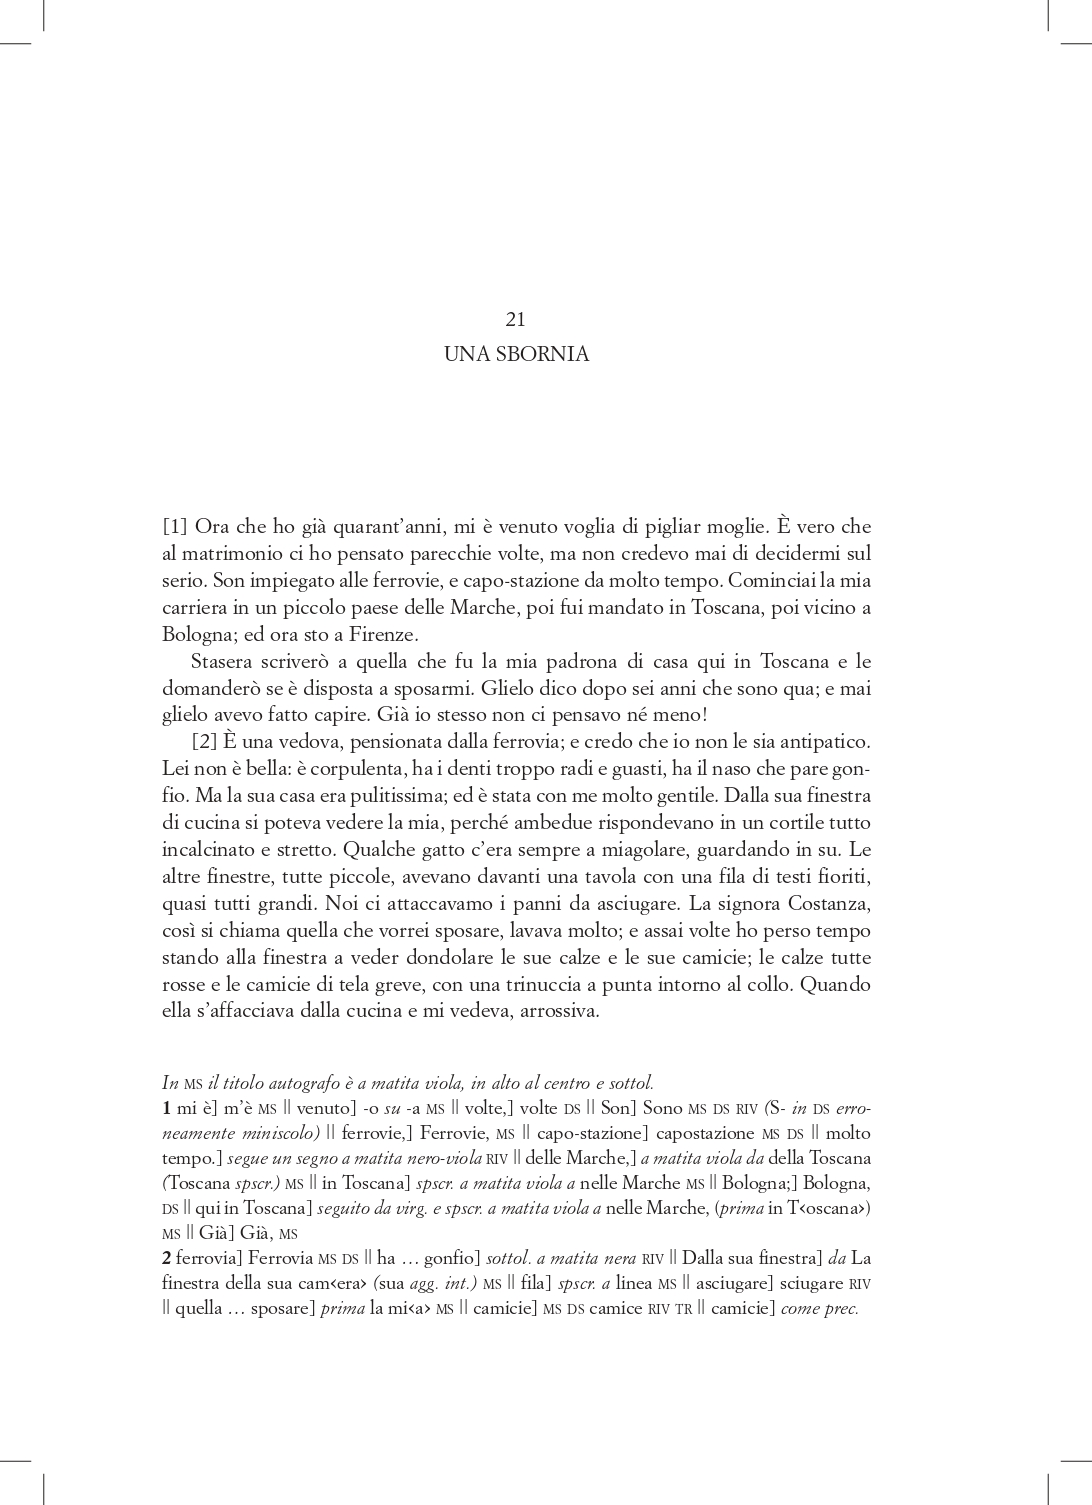 21
UNA SBORNIA
[1] Ora che ho già quarant’anni, mi è venuto voglia di pigliar moglie. È vero che
al matrimonio ci ho pensato parecchie volte, ma non credevo mai di decidermi sul
serio. Son impiegato alle ferrovie, e capo-stazione da molto tempo. Cominciai la mia
carriera in un piccolo paese delle Marche, poi fui mandato in Toscana, poi vicino a
Bologna; ed ora sto a Firenze.
Stasera scriverò a quella che fu la mia padrona di casa qui in Toscana e le
domanderò se è disposta a sposarmi. Glielo dico dopo sei anni che sono qua; e mai
glielo avevo fatto capire. Già io stesso non ci pensavo né meno!
[2] È una vedova, pensionata dalla ferrovia; e credo che io non le sia antipatico.
Lei non è bella: è corpulenta, ha i denti troppo radi e guasti, ha il naso che pare gon-
fio. Ma la sua casa era pulitissima; ed è stata con me molto gentile. Dalla sua finestra
di cucina si poteva vedere la mia, perché ambedue rispondevano in un cortile tutto
incalcinato e stretto. Qualche gatto c’era sempre a miagolare, guardando in su. Le
altre finestre, tutte piccole, avevano davanti una tavola con una fila di testi fioriti,
quasi tutti grandi. Noi ci attaccavamo i panni da asciugare. La signora Costanza,
così si chiama quella che vorrei sposare, lavava molto; e assai volte ho perso tempo
stando alla finestra a veder dondolare le sue calze e le sue camicie; le calze tutte
rosse e le camicie di tela greve, con una trinuccia a punta intorno al collo. Quando
ella s’affacciava dalla cucina e mi vedeva, arrossiva.
In MS il titolo autografo è a matita viola, in alto al centro e sottol.
1 mi è] m’è MS || venuto] -o su -a MS || volte,] volte DS || Son] Sono MS DS RIV (S- in DS erro-
neamente miniscolo) || ferrovie,] Ferrovie, MS || capo-stazione] capostazione MS DS || molto
tempo.] segue un segno a matita nero-viola RIV || delle Marche,] a matita viola da della Toscana
(Toscana spscr.) MS || in Toscana] spscr. a matita viola a nelle Marche MS || Bologna;] Bologna,
DS || qui in Toscana] seguito da virg. e spscr. a matita viola a nelle Marche, (prima in T‹oscana›)
MS || Già] Già, MS
2 ferrovia] Ferrovia MS DS || ha … gonfio] sottol. a matita nera RIV || Dalla sua finestra] da La
finestra della sua cam‹era› (sua agg. int.) MS || fila] spscr. a linea MS || asciugare] sciugare RIV
|| quella … sposare] prima la mi‹a› MS || camicie] MS DS camice RIV TR || camicie] come prec.